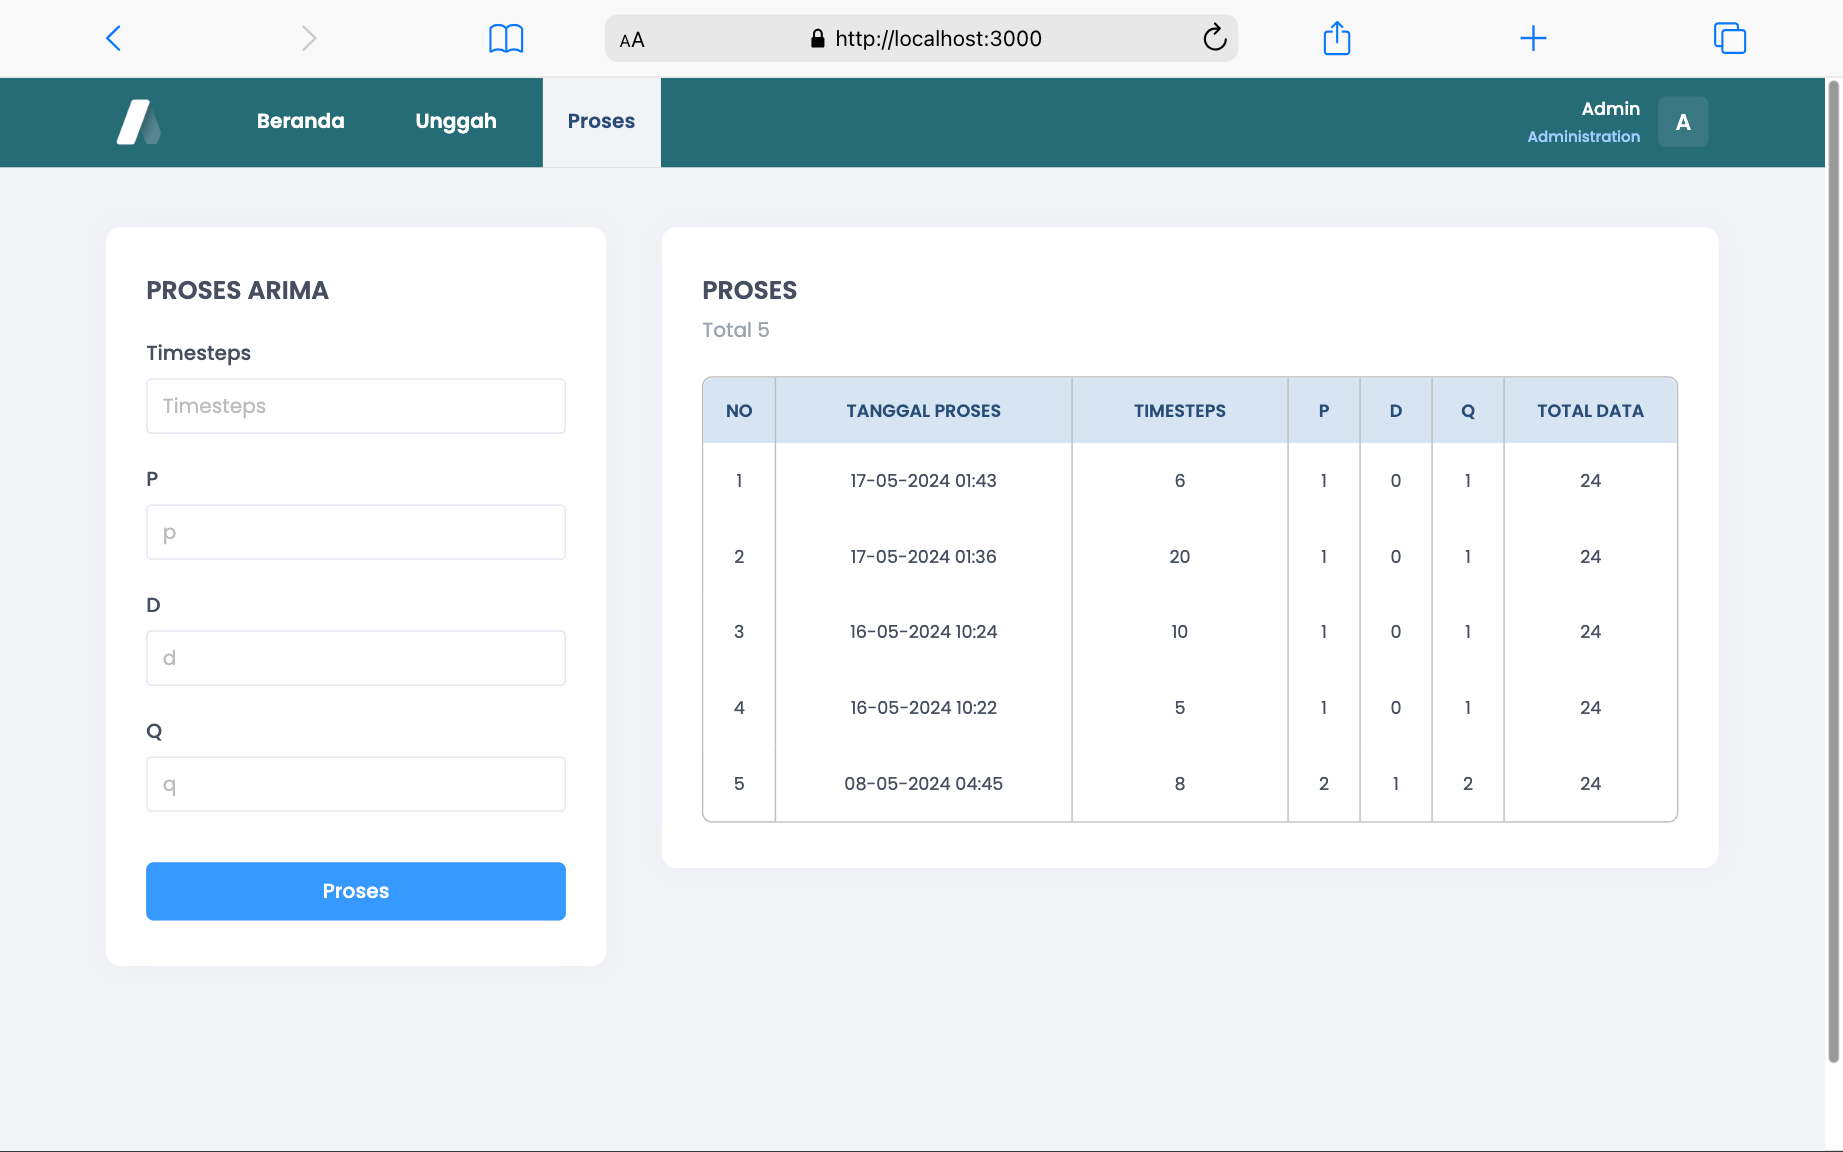 AA http://localhost:3000
Beranda Unggah Proses
Admin
Administration
A
PROSES ARIMA
Timesteps
Timesteps
P
p
D
d
Q
q
Proses
PROSES
Total 5
NO TANGGAL PROSES TIMESTEPS P D Q TOTAL DATA
1 17-05-2024 01:43 6 1 0 1 24
2 17-05-2024 01:36 20 1 0 1 24
3 16-05-2024 10:24 10 1 0 1 24
4 16-05-2024 10:22 5 1 0 1 24
5 08-05-2024 04:45 8 2 1 2 24